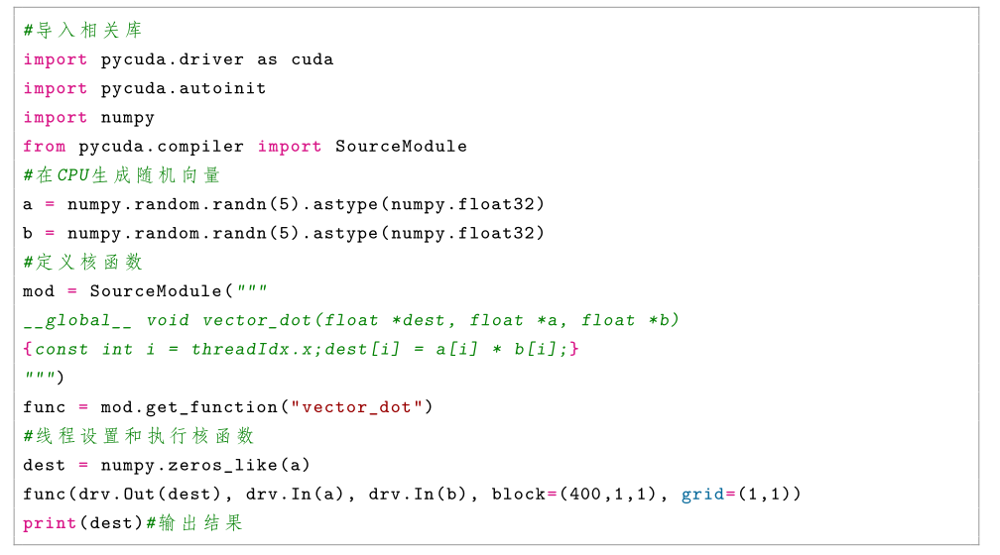 #导入相关库
import pycuda.driver as cuda
import pycuda.autoinit
import numpy
from pycuda.compiler import SourceModule
#在CPU生成随机向量
a = numpy.random.randn(5).astype(numpy.float32)
b = numpy.random.randn(5).astype(numpy.float32)
#定义核函数
mod = SourceModule("""
__global__ void vector_dot(float *dest, float *a, float *b)
{const int i = threadIdx.x;dest[i] = a[i] * b[i];}
""")
func = mod.get_function("vector_dot")
#线程设置和执行核函数
dest = numpy.zeros_like(a)
func(drv.Out(dest), drv.In(a), drv.In(b), block=(400,1,1), grid=(1,1))
print(dest)#输出结果